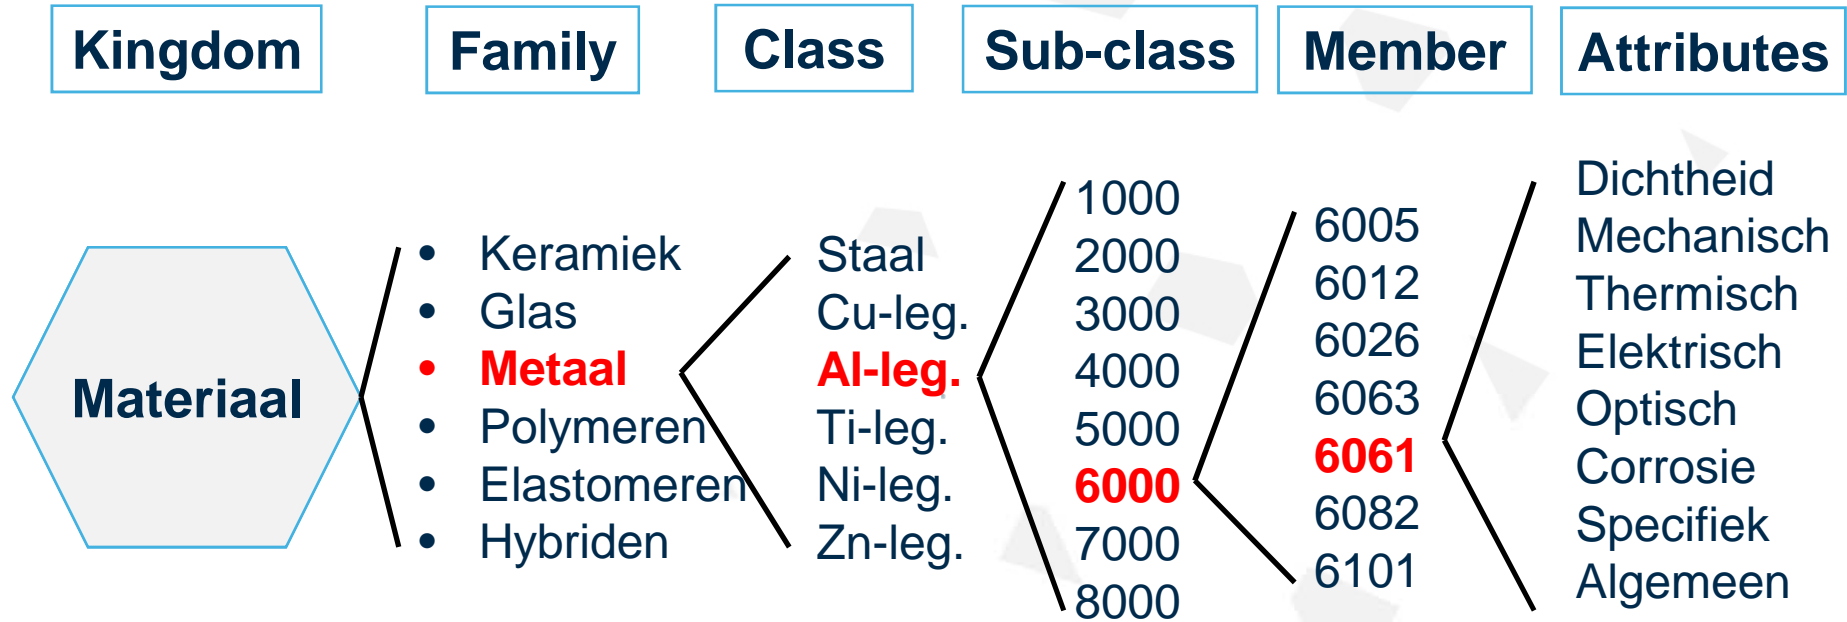 Kingdom
Family
Class
Sub-class
Member
Attributes
Materiaal
• Keramiek
• Glas
• Metaal
• Polymeren
• Elastomeren
• Hybriden
Staal
Cu-leg.
Al-leg.
Ti-leg.
Ni-leg.
Zn-leg.
1000
2000
3000
4000
5000
6000
7000
8000
6005
6012
6026
6063
6061
6082
6101
Dichtheid
Mechanisch
Thermisch
Elektrisch
Optisch
Corrosie
Specifiek
Algemeen